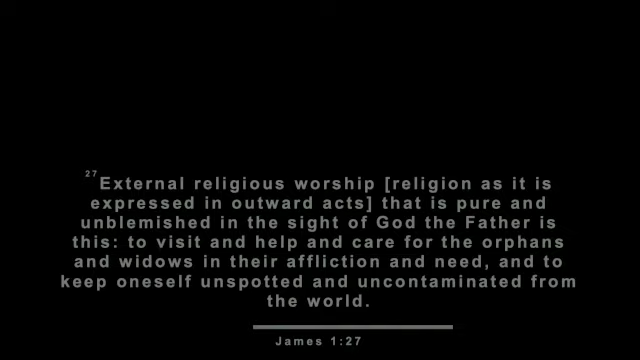 27External religious worship [religion as it is
expressed in outward acts] that is pure and
unblemished in the sight of God the Father is
this: to visit and help and care for the orphans
and widows in their affliction and need, and to
keep oneself unspotted and uncontaminated from
the world.
James 1:27